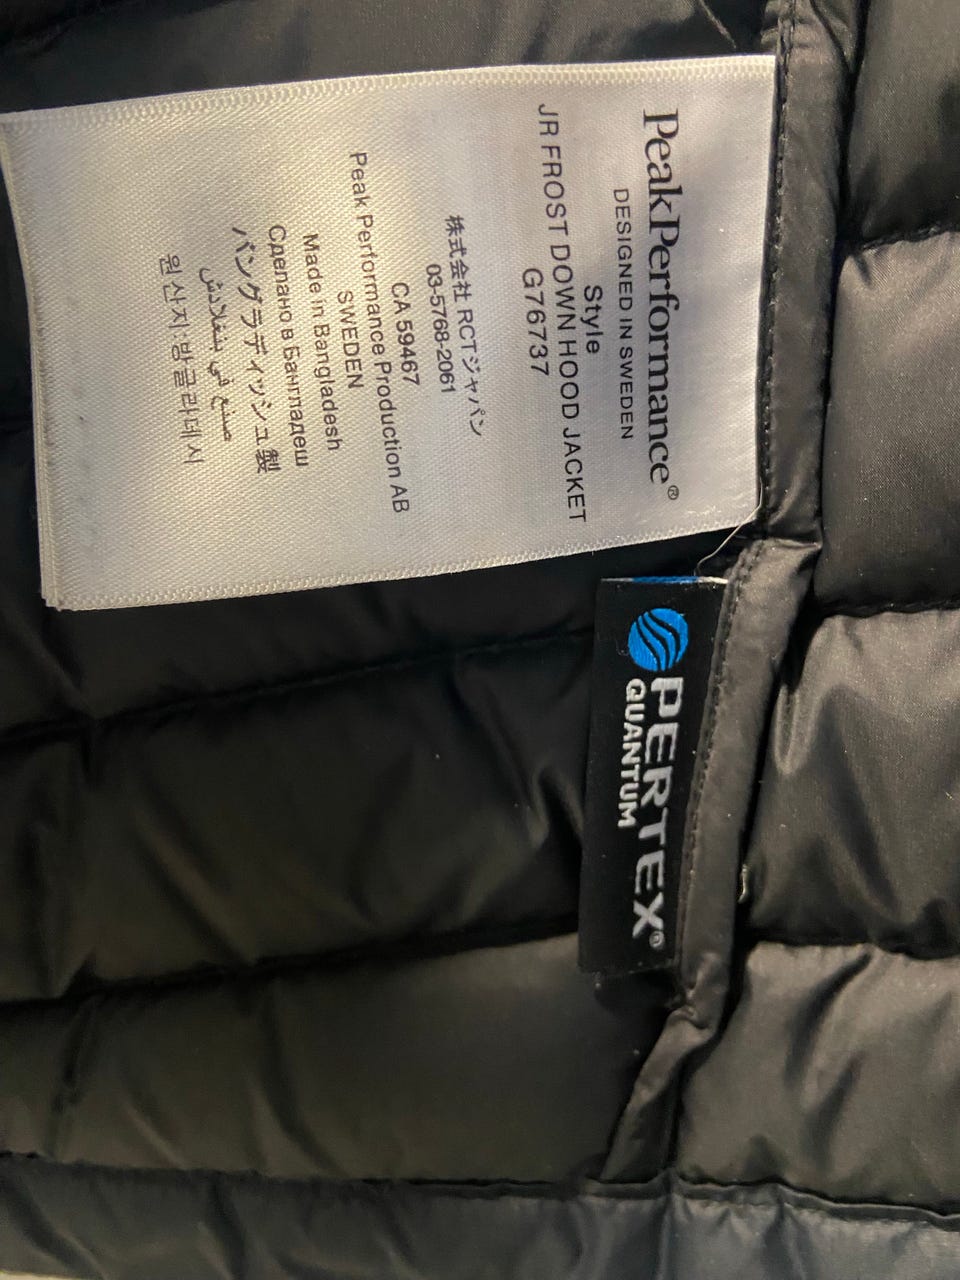 PeakPerformance®
DESIGNED IN SWEDEN
Style
JR FROST DOWN HOOD JACKET
G76737
株式会社 RCTジャパン
03-5768-2061
CA 59467
Peak Performance Production AB
SWEDEN
Made in Bangladesh
Сделано в Бангладеш
バングラディッシュ製
صنع في بنغلادش
원산지:방글라데시
PERTEX®
QUANTUM